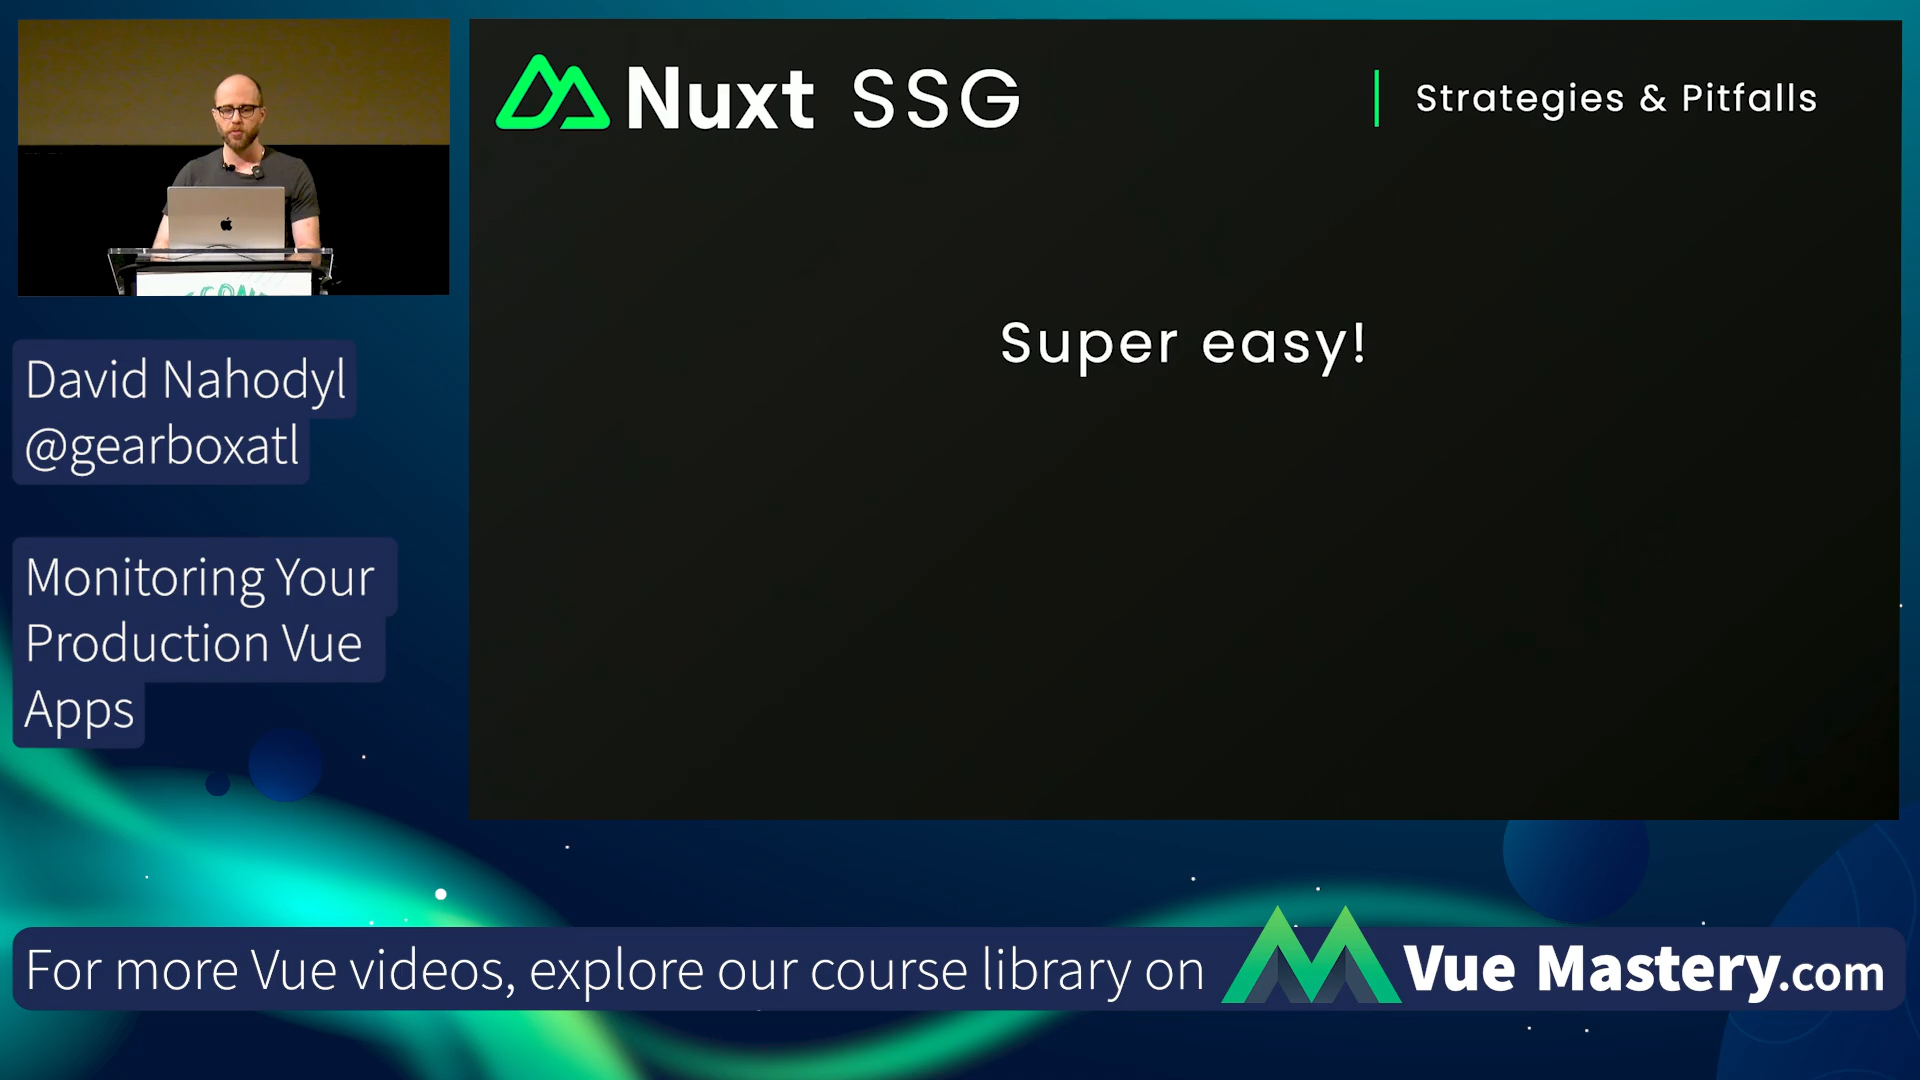 Nuxt SSG
Strategies & Pitfalls
Super easy!
David Nahodyl
@gearboxatl
Monitoring Your
Production Vue
Apps
For more Vue videos, explore our course library on
Vue Mastery.com